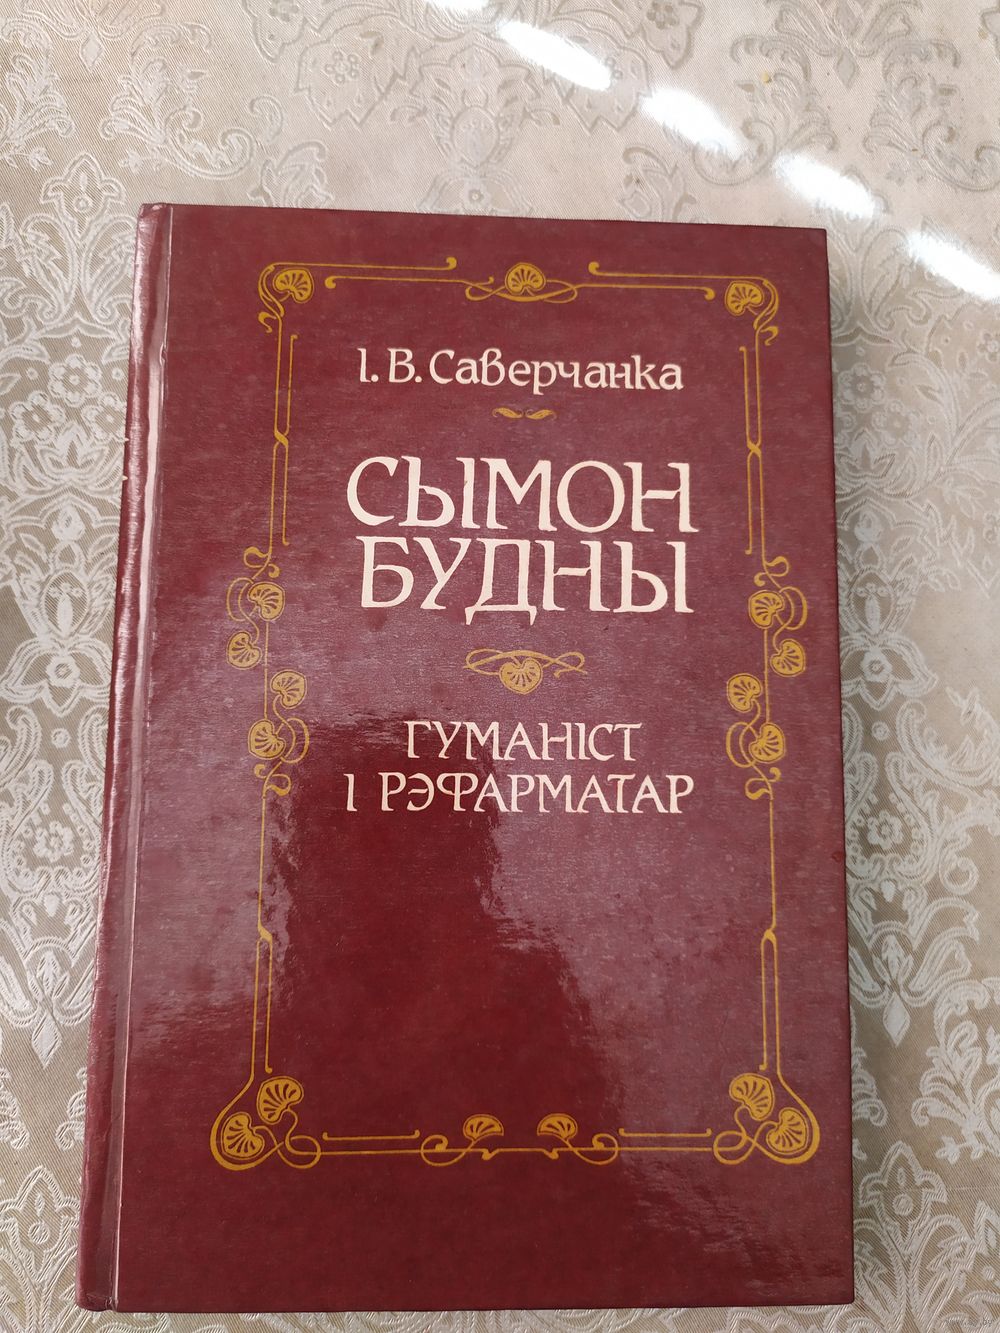 І. В. Саверчанка
СЫМОН
БУДНЫ
ГУМАНІСТ
І РЭФАРМАТАР